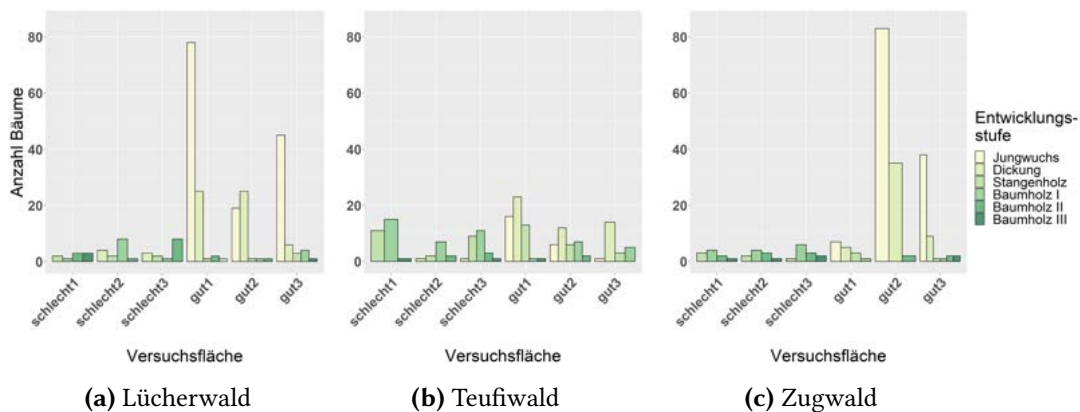 Anzahl Bäume
80
60
40
20
0
schlecht1
schlecht2
schlecht3
gut1
gut2
gut3
Versuchsfläche
(a) Lücherwald
80
60
40
20
0
schlecht1
schlecht2
schlecht3
gut1
gut2
gut3
Versuchsfläche
(b) Teufiwald
80
60
40
20
0
schlecht1
schlecht2
schlecht3
gut1
gut2
gut3
Versuchsfläche
(c) Zugwald
Entwicklungs-
stufe
Jungwuchs
Dickung
Stangenholz
Baumholz I
Baumholz II
Baumholz III